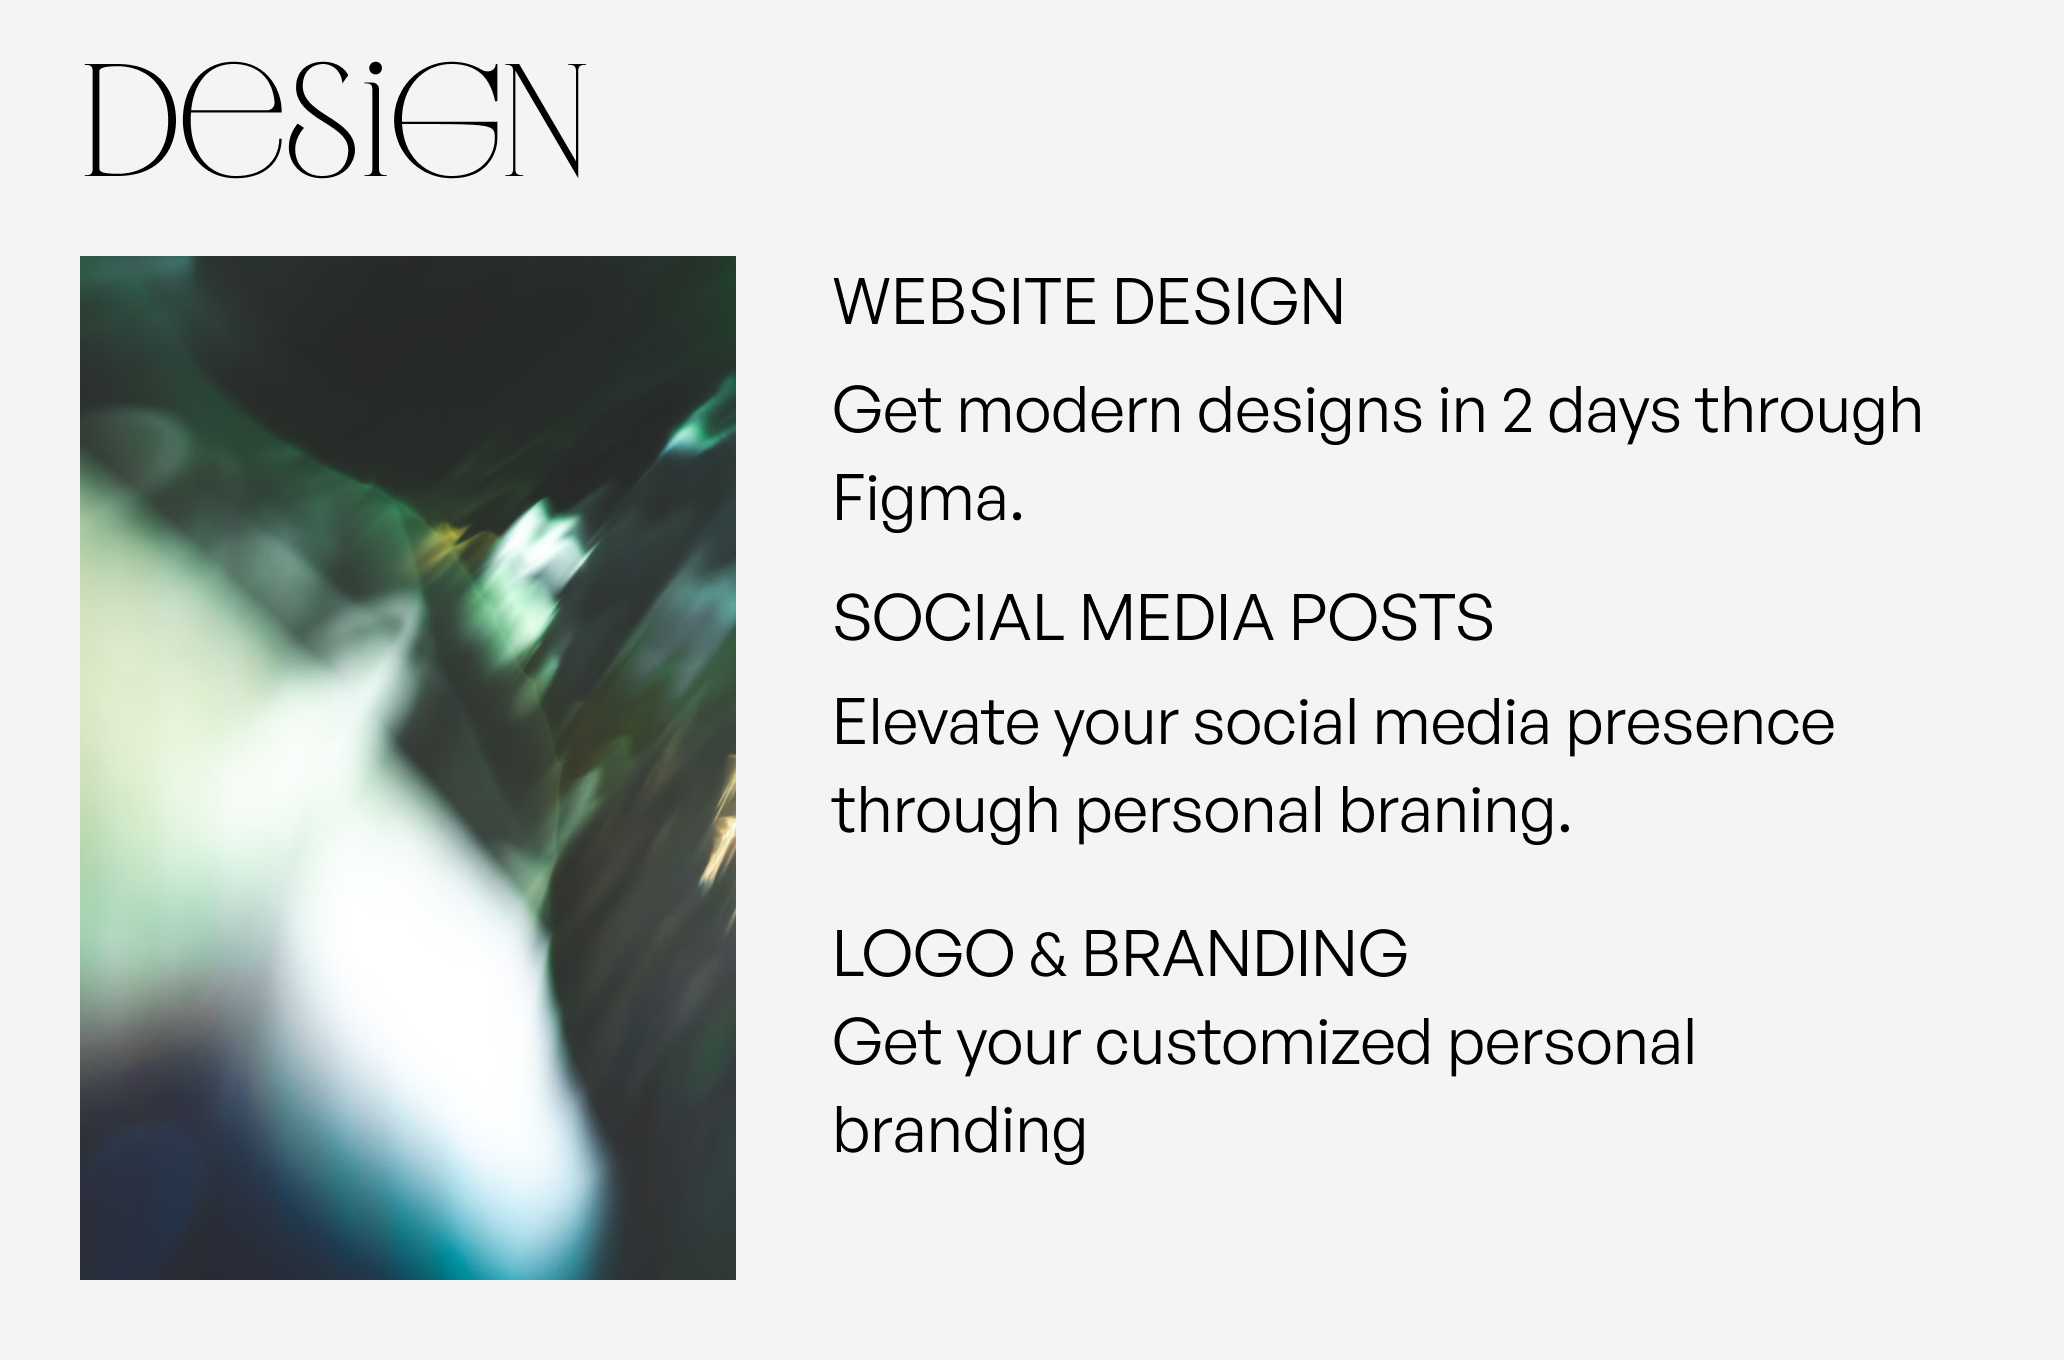 DeSiGN
WEBSITE DESIGN
Get modern designs in 2 days through
Figma.
SOCIAL MEDIA POSTS
Elevate your social media presence
through personal braning.
LOGO & BRANDING
Get your customized personal
branding